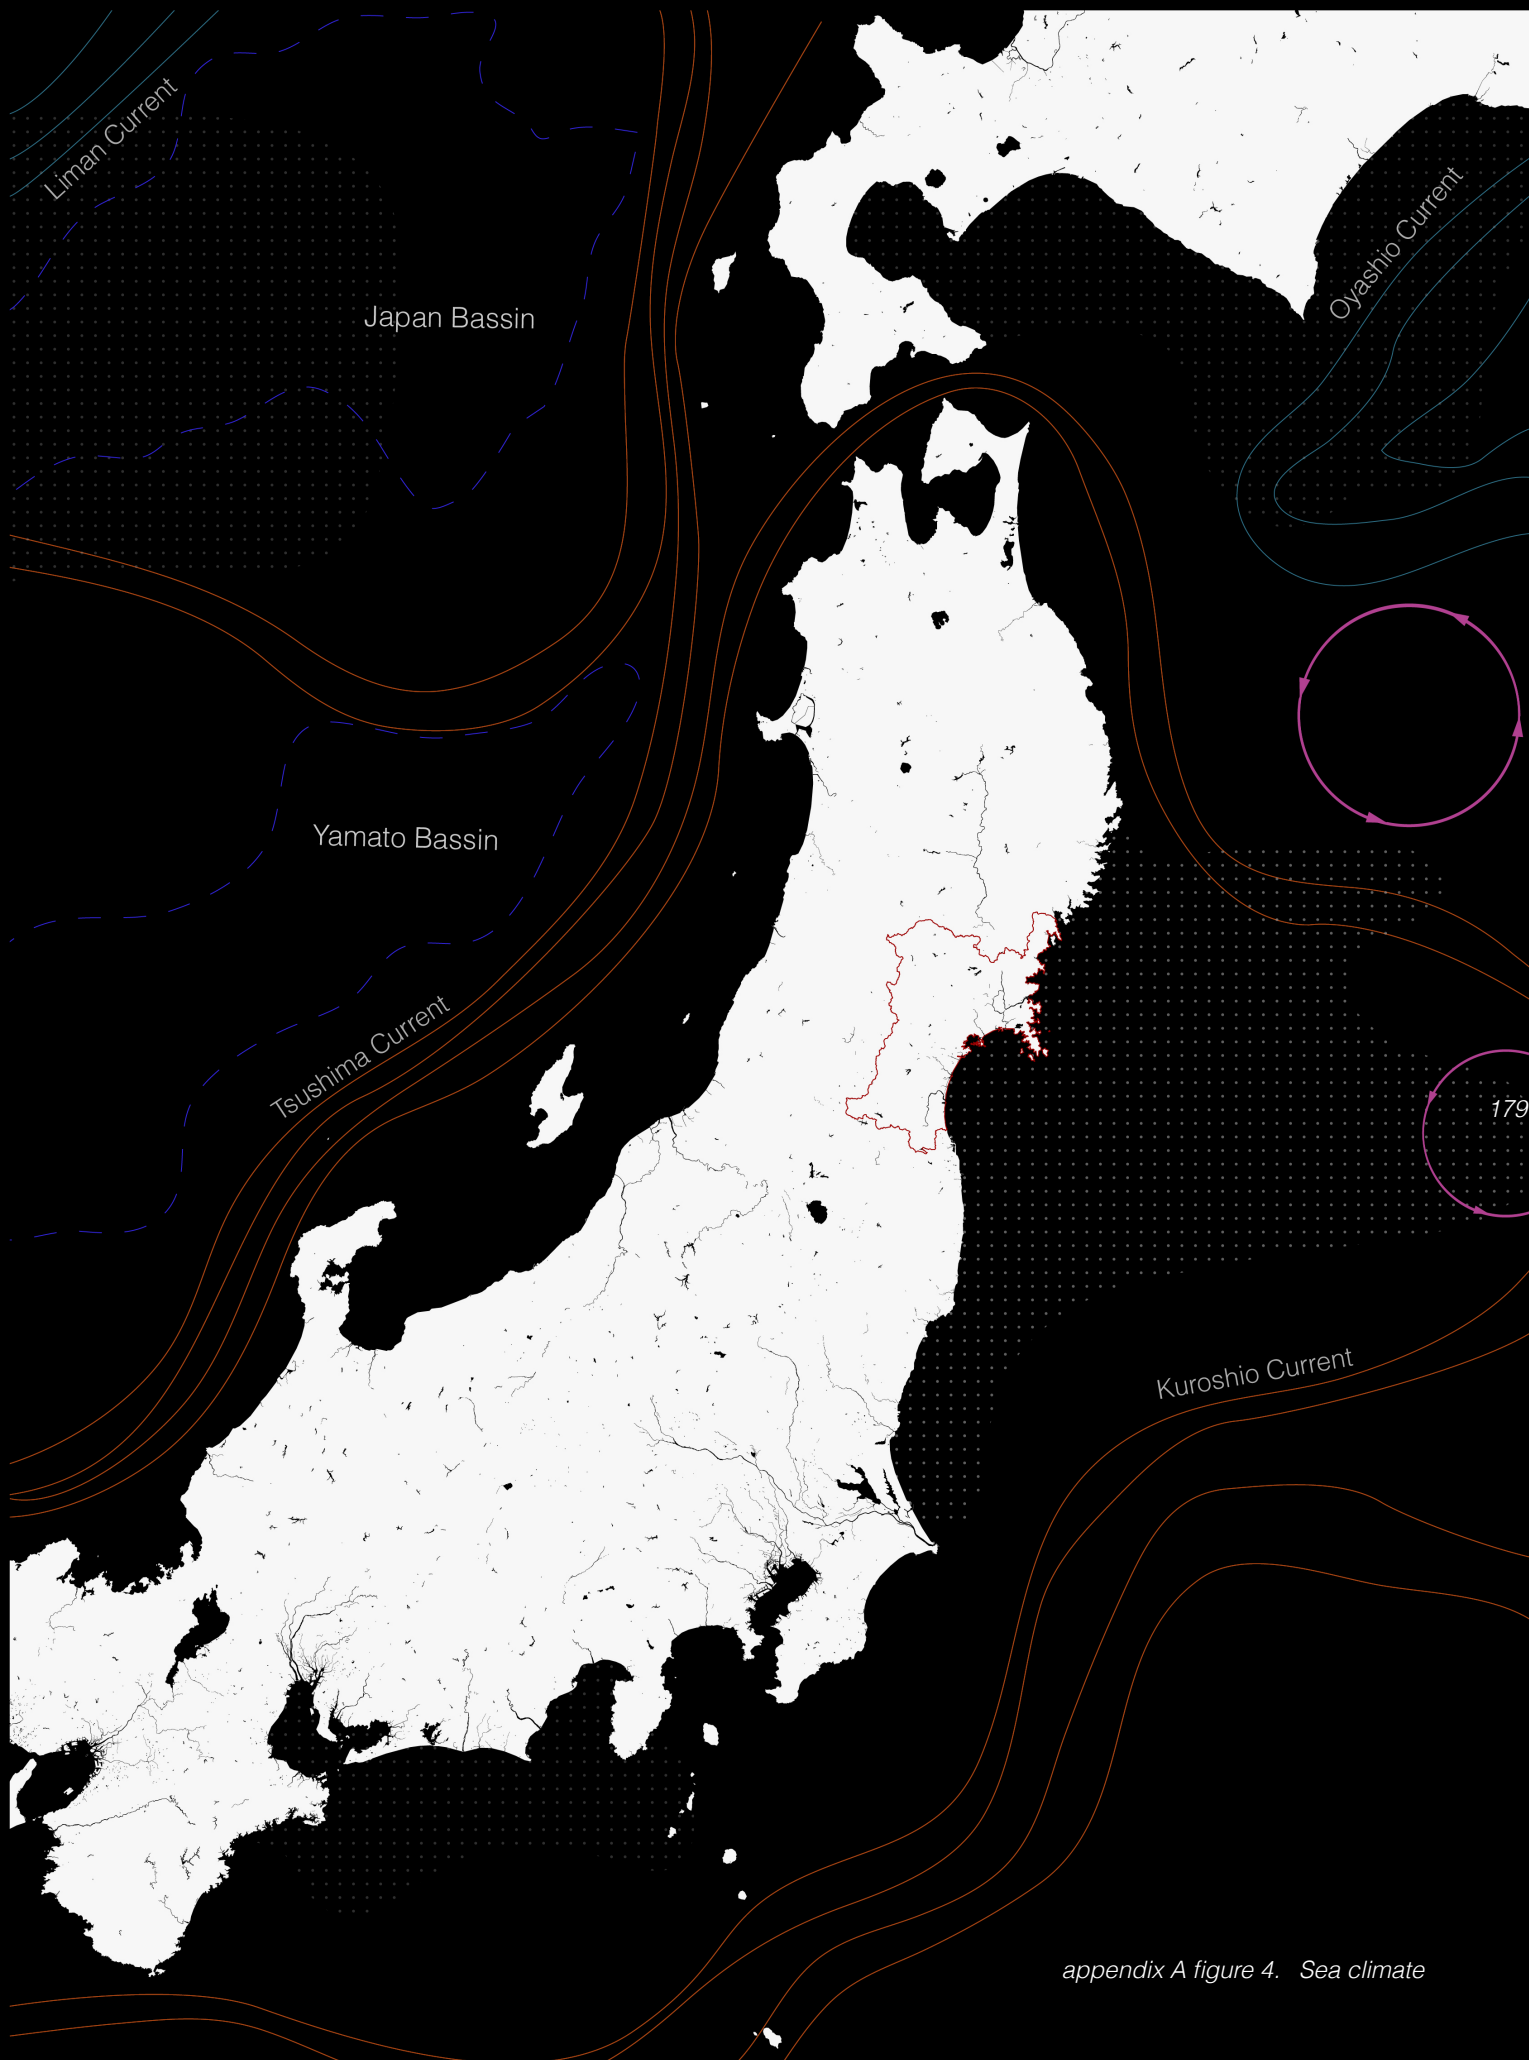 Liman Current
Oyashio Current
Japan Bassin
Yamato Bassin
Tsushima Current
179
Kuroshio Current
appendix A figure 4. Sea climate